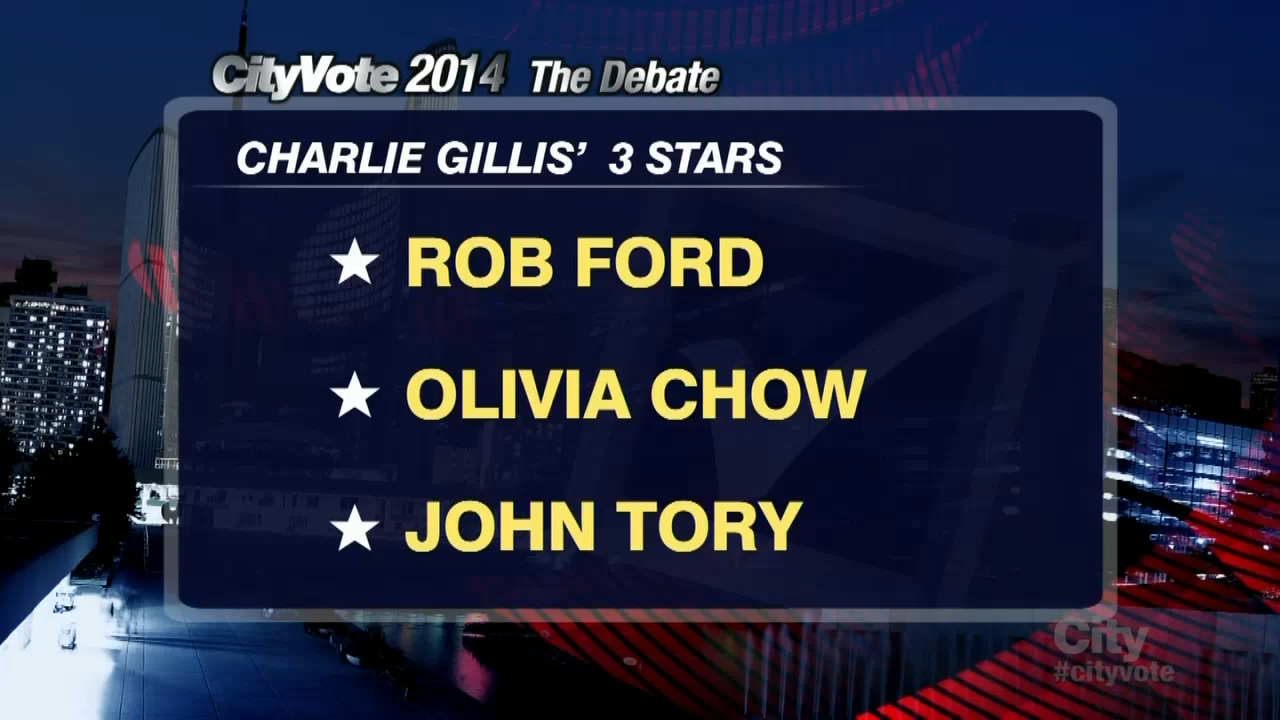 CityVote 2014 The Debate
CHARLIE GILLIS' 3 STARS
★ ROB FORD
★ OLIVIA CHOW
★ JOHN TORY
City
#cityvote